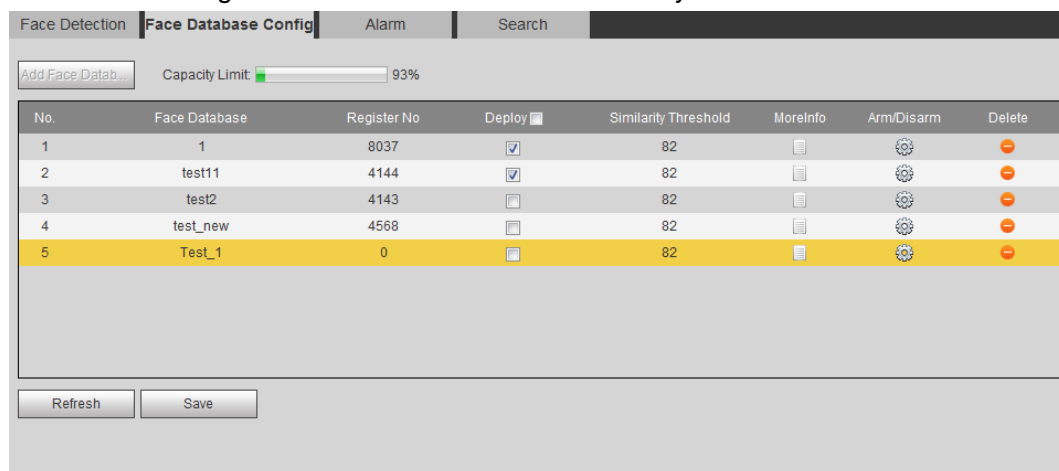 Face Detection Face Database Config Alarm Search
Add Face Datab... Capacity Limit: 93%
No. Face Database Register No Deploy Similarity Threshold MoreInfo Arm/Disarm Delete
1 1 8037 82
2 test11 4144 82
3 test2 4143 82
4 test_new 4568 82
5 Test_1 0 82
Refresh Save